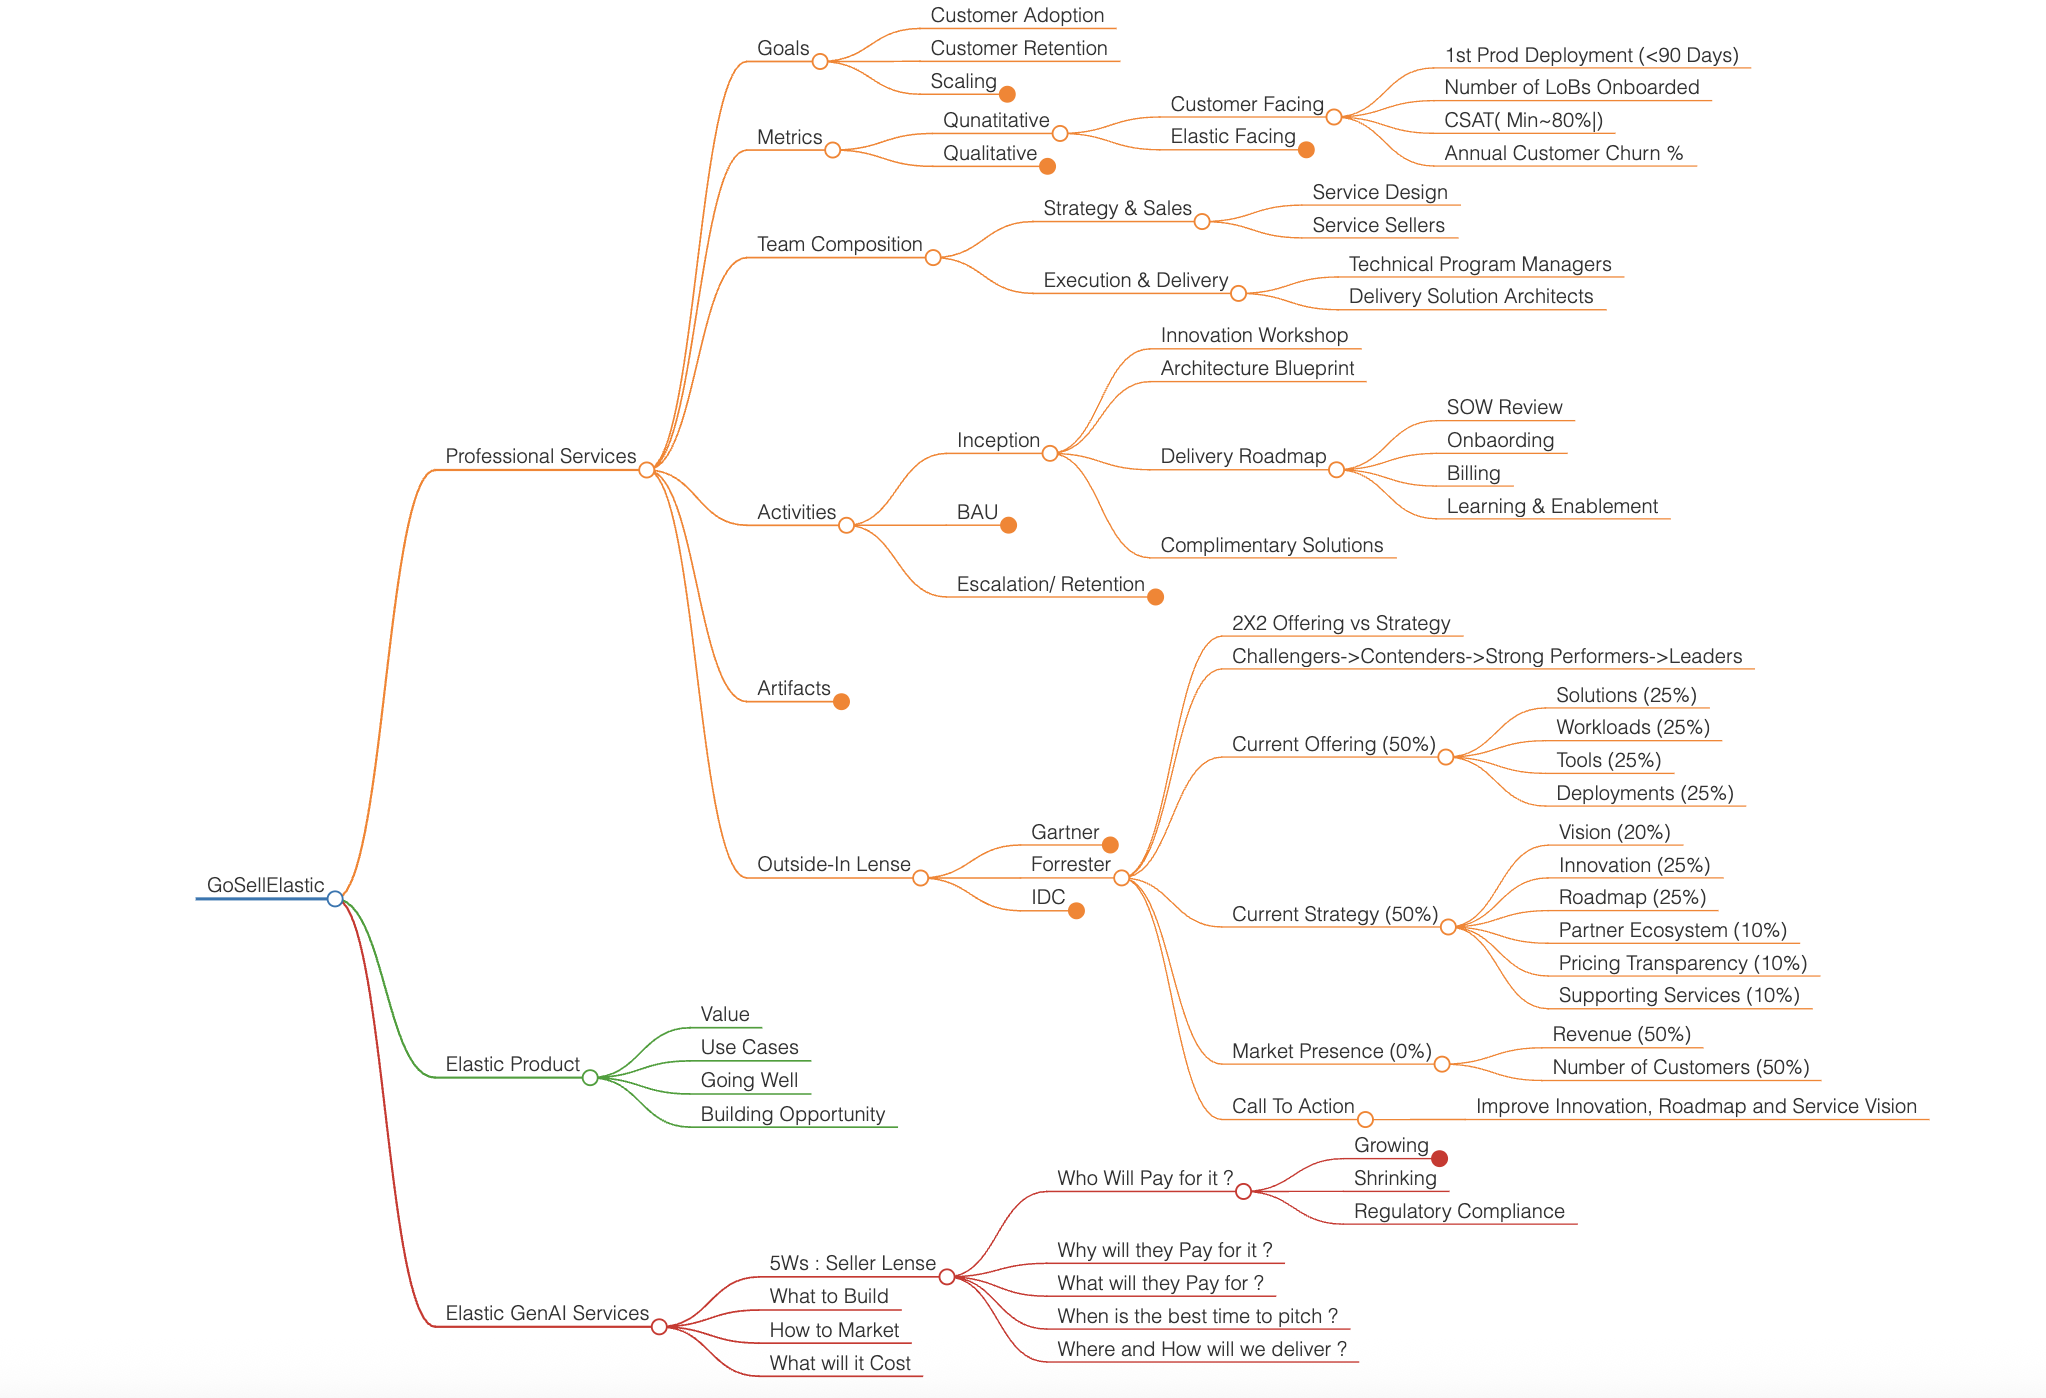 GoSellElastic
Professional Services
Goals
Customer Adoption
Customer Retention
Scaling
Metrics
Qunatitative
Customer Facing
1st Prod Deployment (<90 Days)
Number of LoBs Onboarded
CSAT( Min~80%|)
Annual Customer Churn %
Elastic Facing
Qualitative
Team Composition
Strategy & Sales
Service Design
Service Sellers
Execution & Delivery
Technical Program Managers
Delivery Solution Architects
Activities
Inception
Innovation Workshop
Architecture Blueprint
Delivery Roadmap
SOW Review
Onbaording
Billing
Learning & Enablement
Complimentary Solutions
BAU
Escalation/ Retention
Artifacts
Outside-In Lense
Gartner
Forrester
2X2 Offering vs Strategy
Challengers->Contenders->Strong Performers->Leaders
Current Offering (50%)
Solutions (25%)
Workloads (25%)
Tools (25%)
Deployments (25%)
Current Strategy (50%)
Vision (20%)
Innovation (25%)
Roadmap (25%)
Partner Ecosystem (10%)
Pricing Transparency (10%)
Supporting Services (10%)
Market Presence (0%)
Revenue (50%)
Number of Customers (50%)
Call To Action
Improve Innovation, Roadmap and Service Vision
IDC
Elastic Product
Value
Use Cases
Going Well
Building Opportunity
Elastic GenAI Services
5Ws : Seller Lense
Who Will Pay for it ?
Growing
Shrinking
Regulatory Compliance
Why will they Pay for it ?
What will they Pay for ?
When is the best time to pitch ?
Where and How will we deliver ?
What to Build
How to Market
What will it Cost